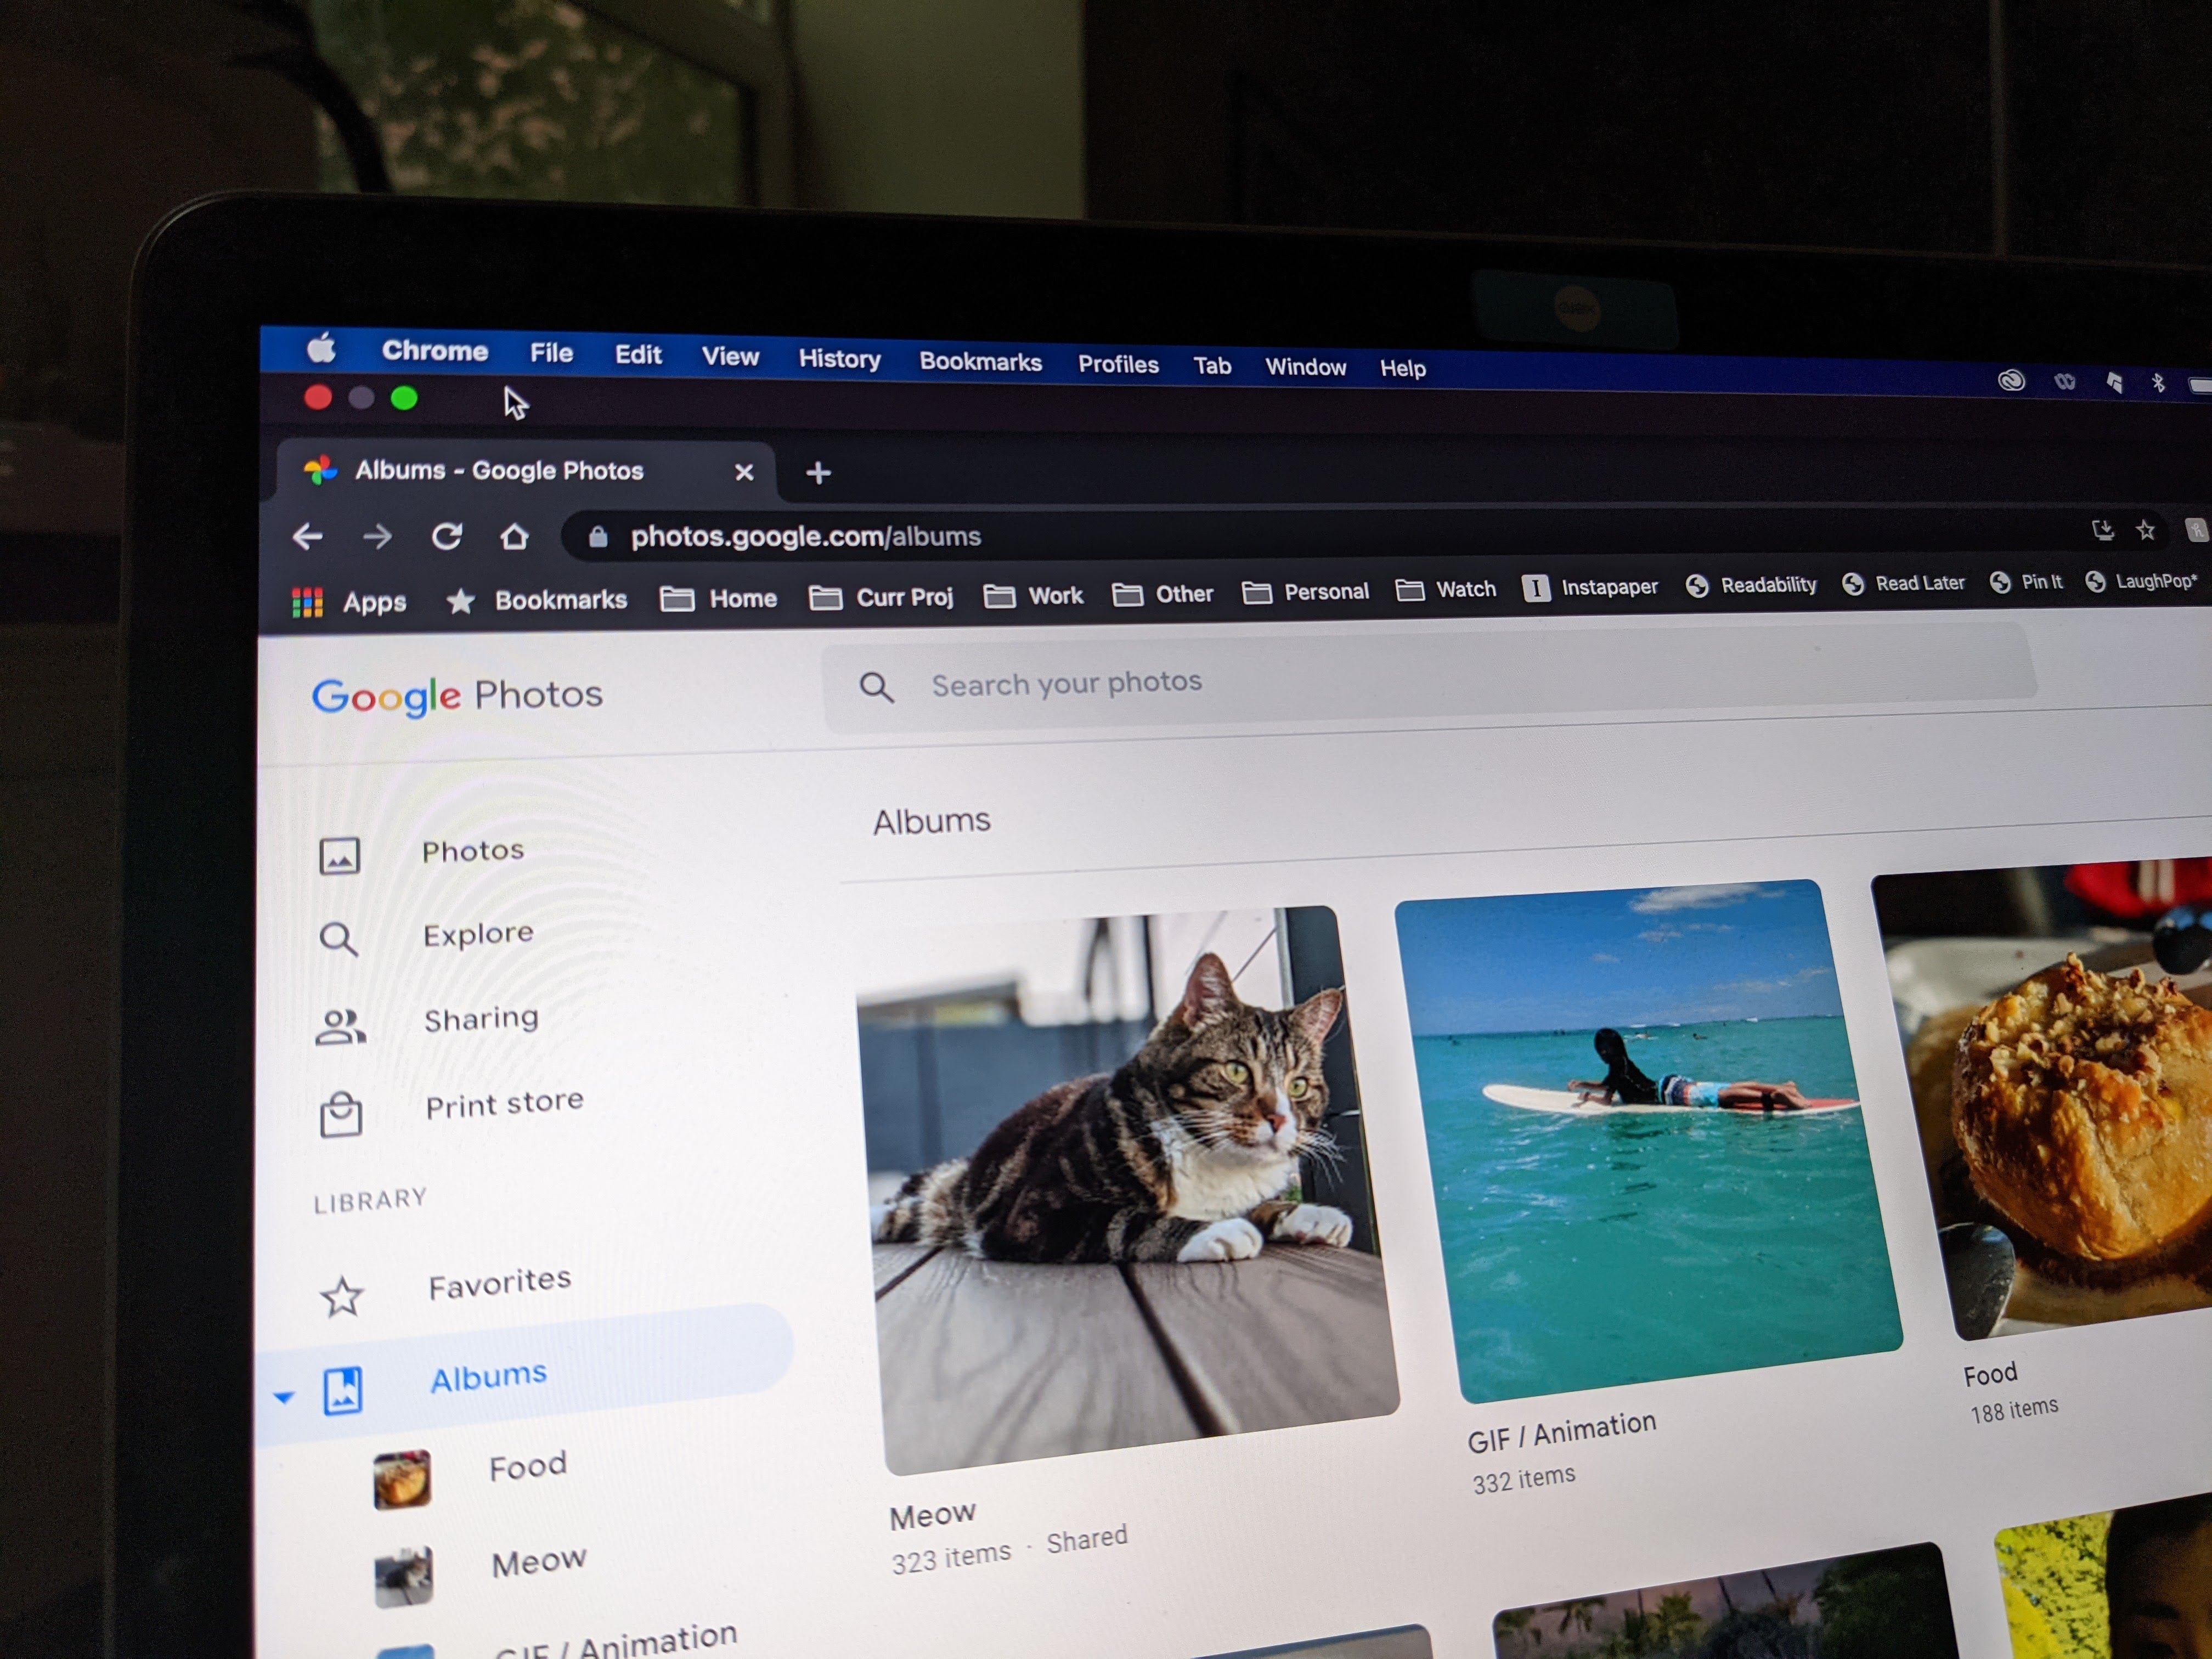 Chrome File Edit View History Bookmarks Profiles Tab Window Help
Albums - Google Photos
photos.google.com/albums
Apps Bookmarks Home Curr Proj Work Other Personal Watch Instapaper Readability Read Later Pin It LaughPop*
Google Photos
Search your photos
Albums
Photos
Explore
Sharing
Print store
LIBRARY
Favorites
Albums
Food
Meow
GIF / Animation
Meow
323 items · Shared
GIF / Animation
332 items
Food
188 items